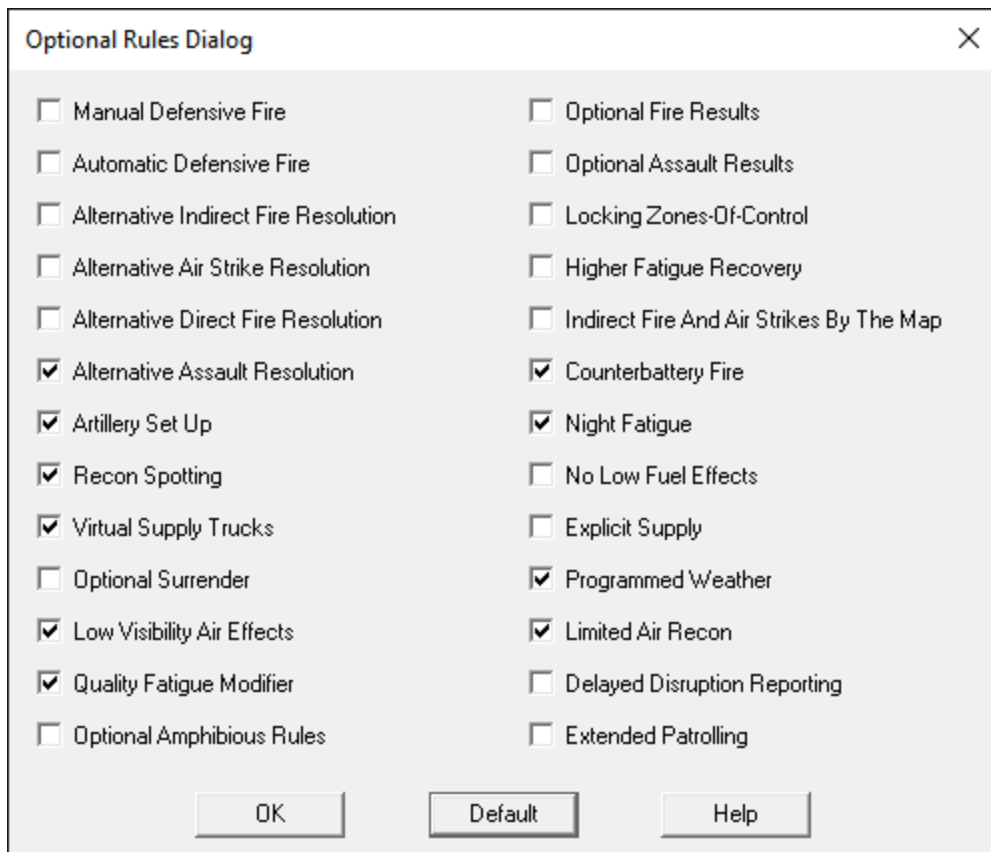 Optional Rules Dialog
Manual Defensive Fire
Automatic Defensive Fire
Alternative Indirect Fire Resolution
Alternative Air Strike Resolution
Alternative Direct Fire Resolution
Alternative Assault Resolution
Artillery Set Up
Recon Spotting
Virtual Supply Trucks
Optional Surrender
Low Visibility Air Effects
Quality Fatigue Modifier
Optional Amphibious Rules
Optional Fire Results
Optional Assault Results
Locking Zones-Of-Control
Higher Fatigue Recovery
Indirect Fire And Air Strikes By The Map
Counterbattery Fire
Night Fatigue
No Low Fuel Effects
Explicit Supply
Programmed Weather
Limited Air Recon
Delayed Disruption Reporting
Extended Patrolling
OK
Default
Help